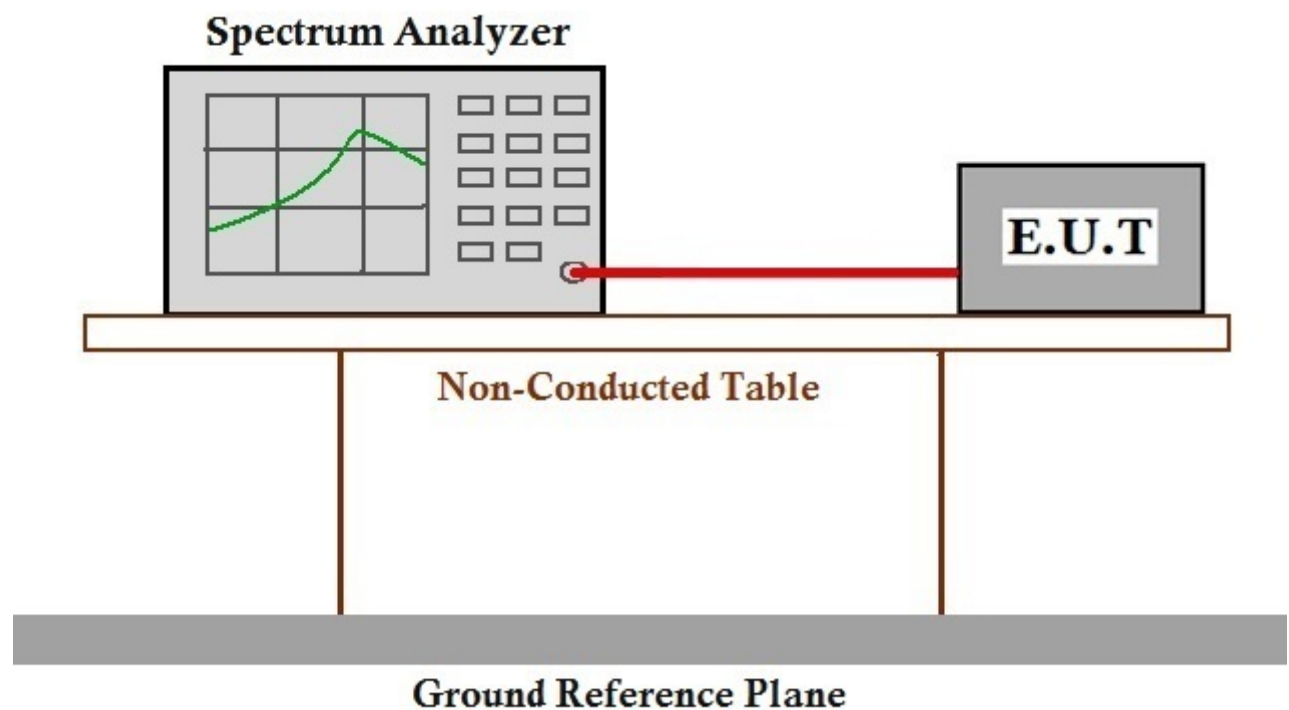 Spectrum Analyzer
E.U.T
Non-Conducted Table
Ground Reference Plane